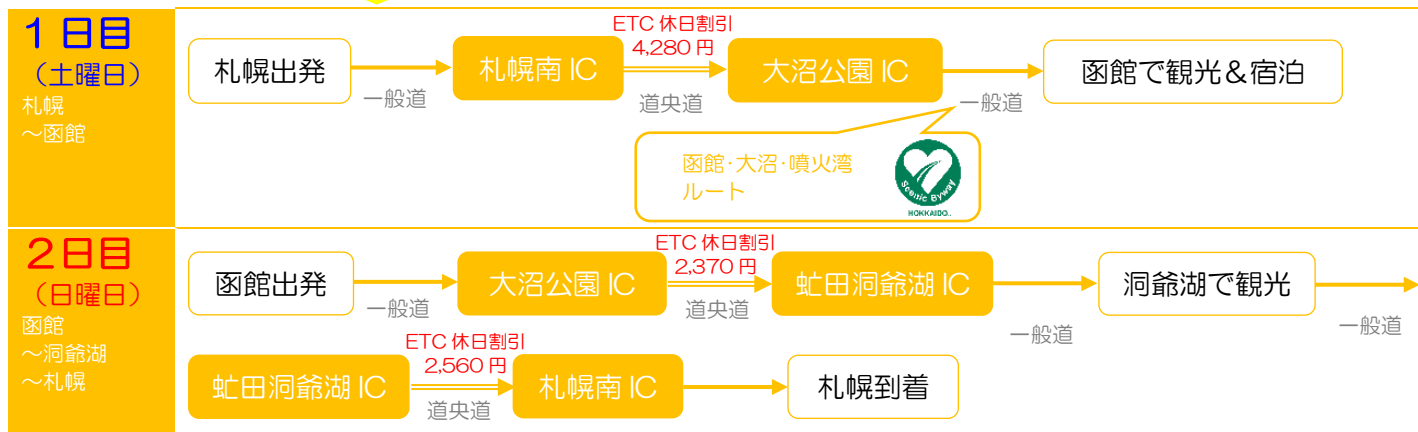 1日目
（土曜日）
札幌
～函館
札幌出発
一般道
札幌南 IC
ETC 休日割引
4,280 円
道央道
大沼公園 IC
一般道
函館で観光＆宿泊
函館・大沼・噴火湾
ルート
Scenic Byway
HOKKAIDO..
2日目
（日曜日）
函館
～洞爺湖
～札幌
函館出発
一般道
大沼公園 IC
ETC 休日割引
2,370 円
道央道
虻田洞爺湖 IC
一般道
洞爺湖で観光
一般道
虻田洞爺湖 IC
ETC 休日割引
2,560 円
道央道
札幌南 IC
札幌到着